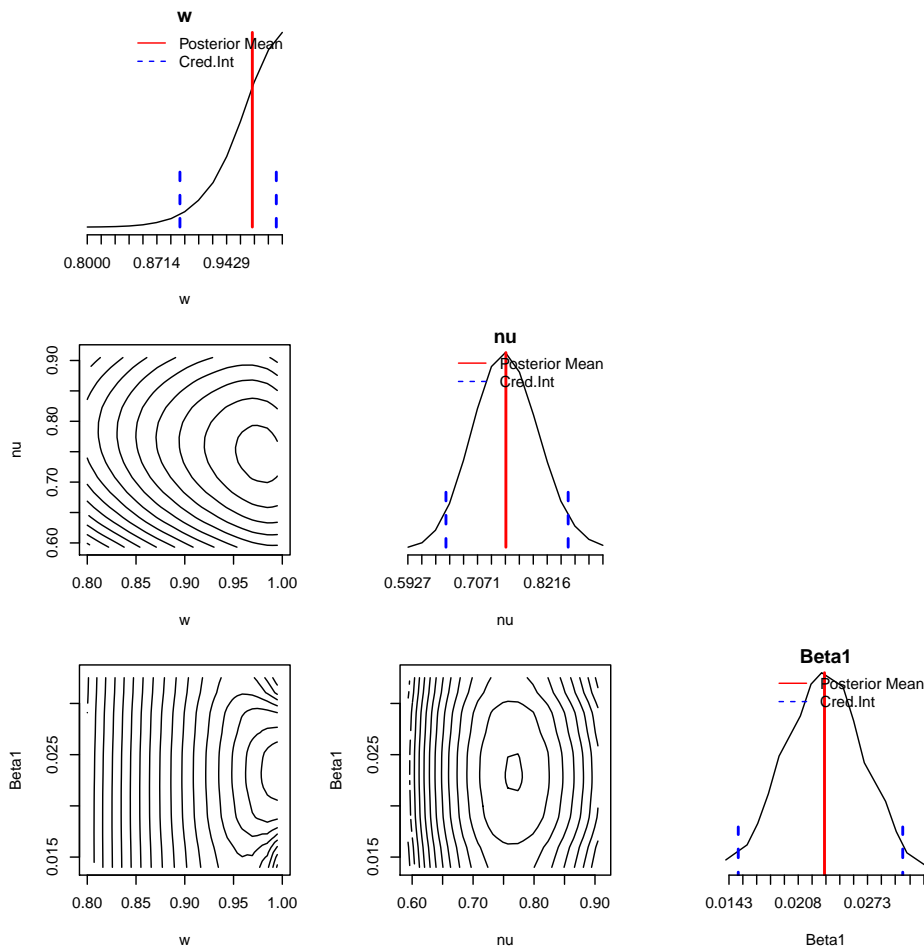 w
Posterior Mean
Cred.Int
0.8000 0.8714 0.9429
w
nu
Posterior Mean
Cred.Int
0.60 0.70 0.80 0.90
nu
0.80 0.85 0.90 0.95 1.00
w
0.5927 0.7071 0.8216
nu
Beta1
Posterior Mean
Cred.Int
0.015 0.025
Beta1
0.80 0.85 0.90 0.95 1.00
w
0.015 0.025
Beta1
0.60 0.70 0.80 0.90
nu
0.0143 0.0208 0.0273
Beta1